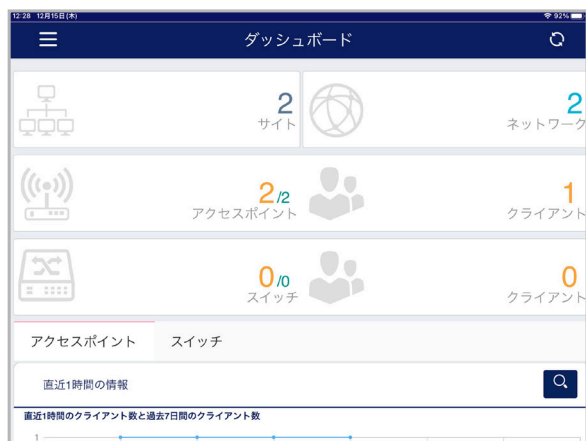 12:28 12月15日(木) 92%
ダッシュボード
2
サイト
2
ネットワーク
2/2
アクセスポイント
1
クライアント
0/0
スイッチ
0
クライアント
アクセスポイント スイッチ
直近1時間の情報
直近1時間のクライアント数と過去7日間のクライアント数
1